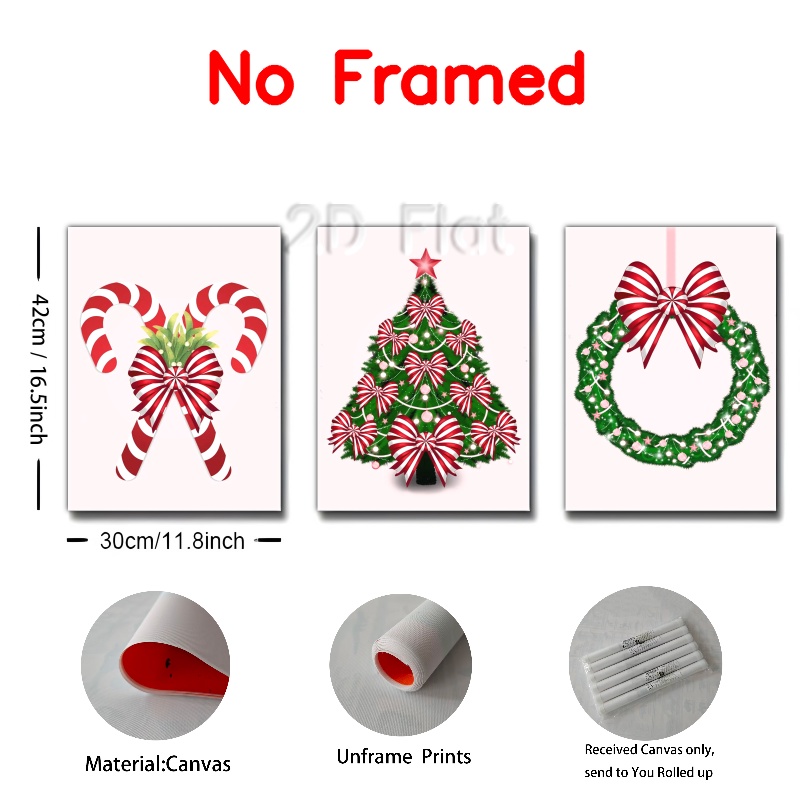 No Framed
2D Flat
42cm / 16.5inch
30cm/11.8inch
Material:Canvas
Unframe Prints
Received Canvas only,
send to You Rolled up